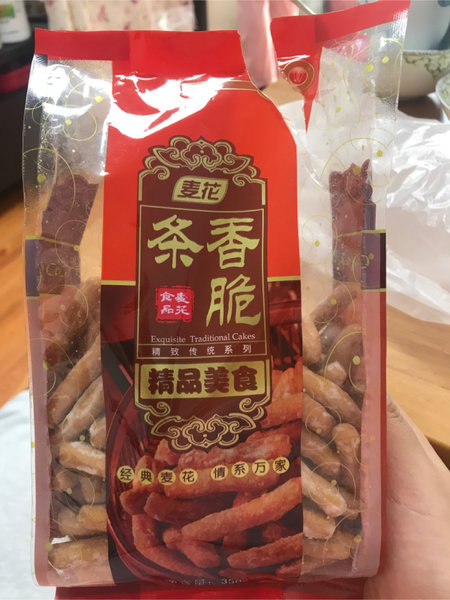 麦花
香脆
条
麦花
食品
Exquisite Traditional Cakes
精致传统系列
精品美食
经典麦花 情系万家